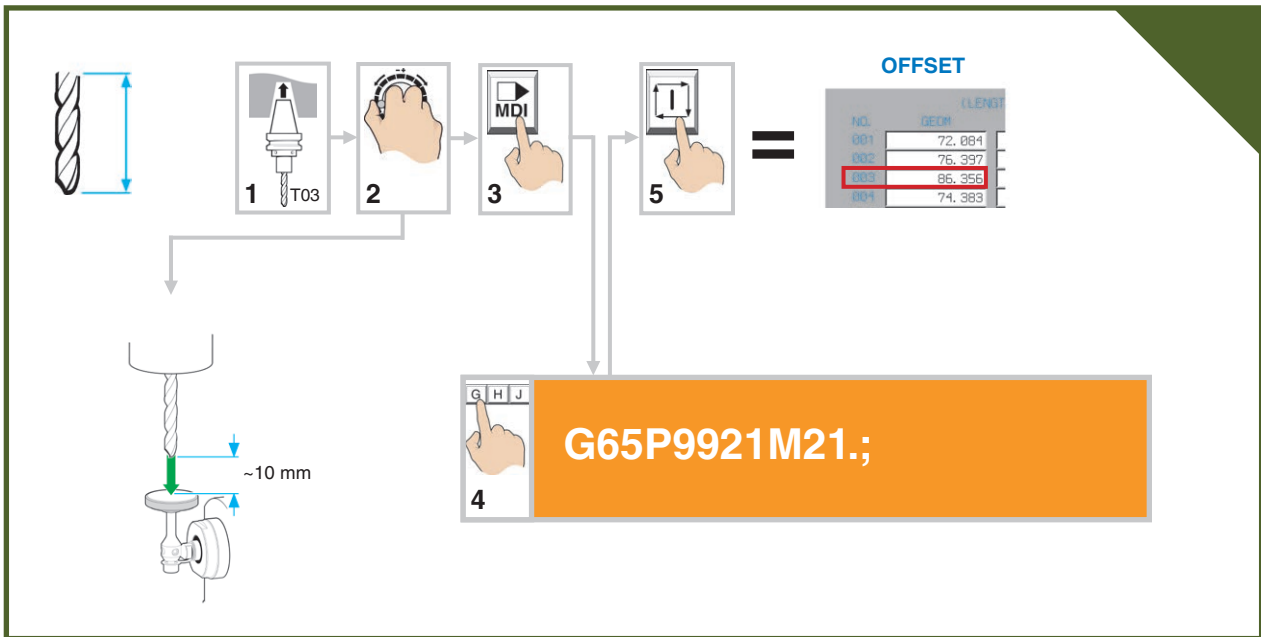 OFFSET
(LENGT
NO. GEOM
001 72.084
002 76.397
003 86.356
004 74.383
1 T03
2
MDI
3
5
=
~10 mm
G H J
4
G65P9921M21.;